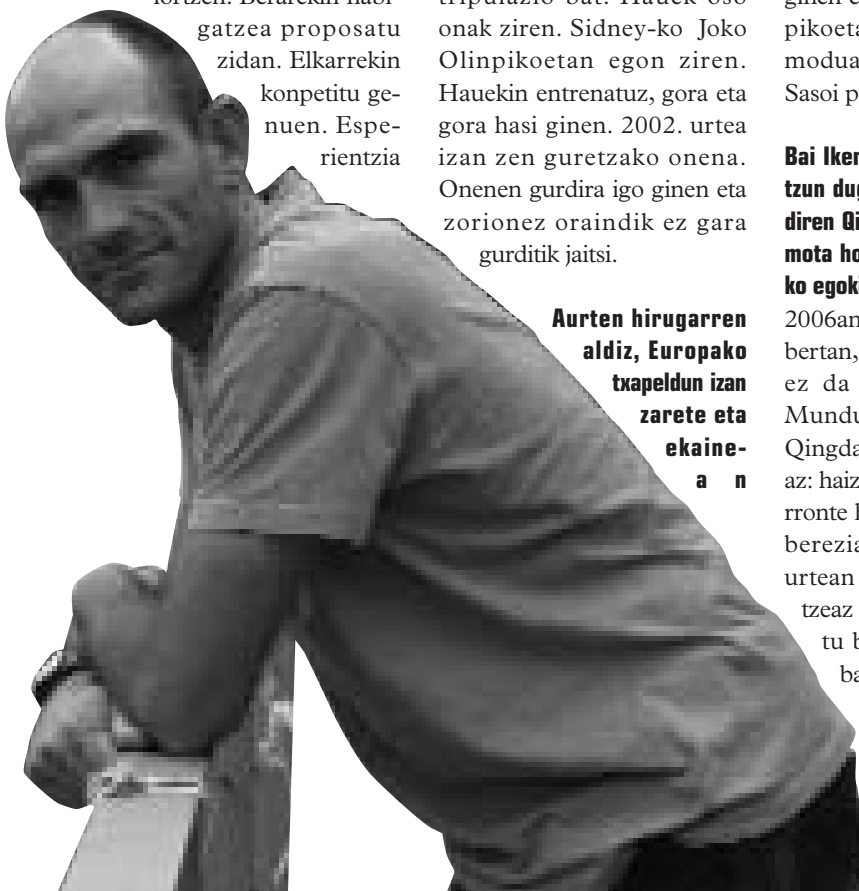 gatzea proposatu
zidan. Elkarrekin
konpetitu ge-
nuen. Espe-
rientzia
onak ziren. Sidney-ko Joko
Olinpikoetan egon ziren.
Hauekin entrenatuz, gora eta
gora hasi ginen. 2002. urtea
izan zen guretzako onena.
Onenen gurdira igo ginen eta
zorionez oraindik ez gara
gurditik jaitsi.
Aurten hirugarren
aldiz, Europako
txapeldun izan
zarete eta
ekaine-
a n
pikoeta
modua
Sasoi p
Bai Iker
tzun dug
diren Qi
mota ho
ko egoki
2006an
bertan,
ez da
Mundu
Qingda
az: haiz
rronte h
berezia
urtean
tzeaz
tu b
ba